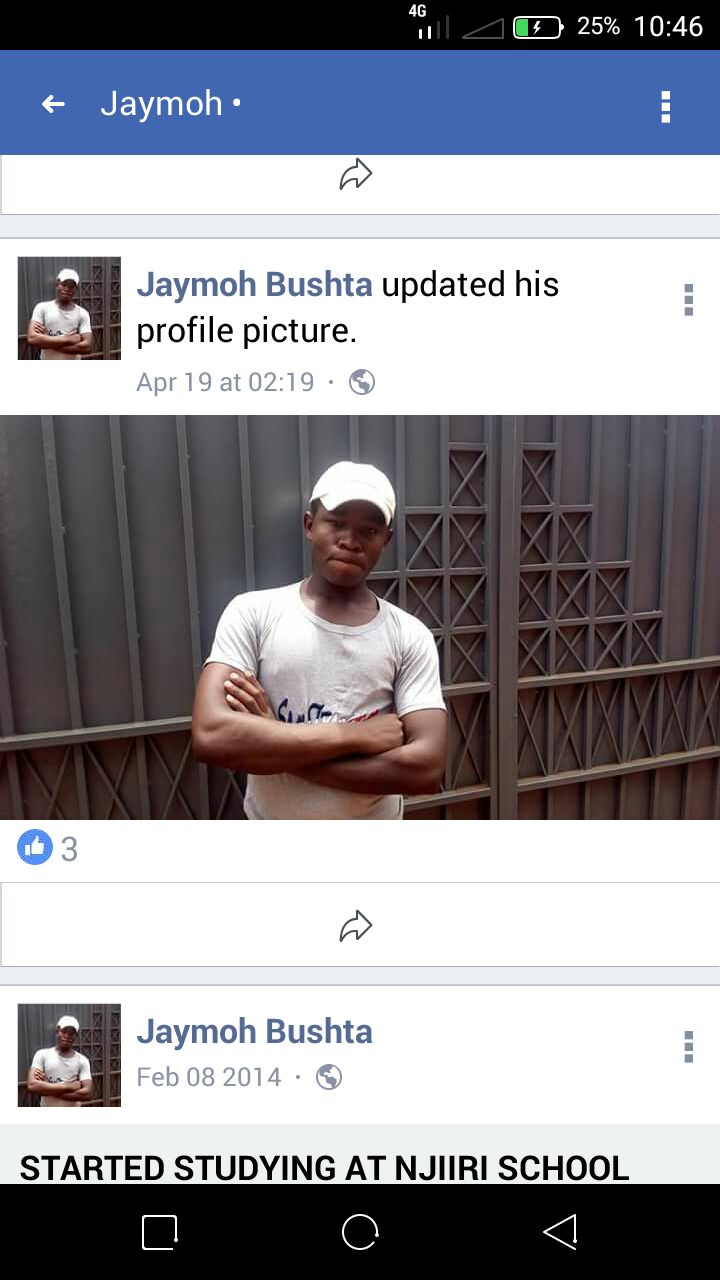 4G 25% 10:46
Jaymoh •
Jaymoh Bushta updated his
profile picture.
Apr 19 at 02:19 ·
3
Jaymoh Bushta
Feb 08 2014 ·
STARTED STUDYING AT NJIIRI SCHOOL